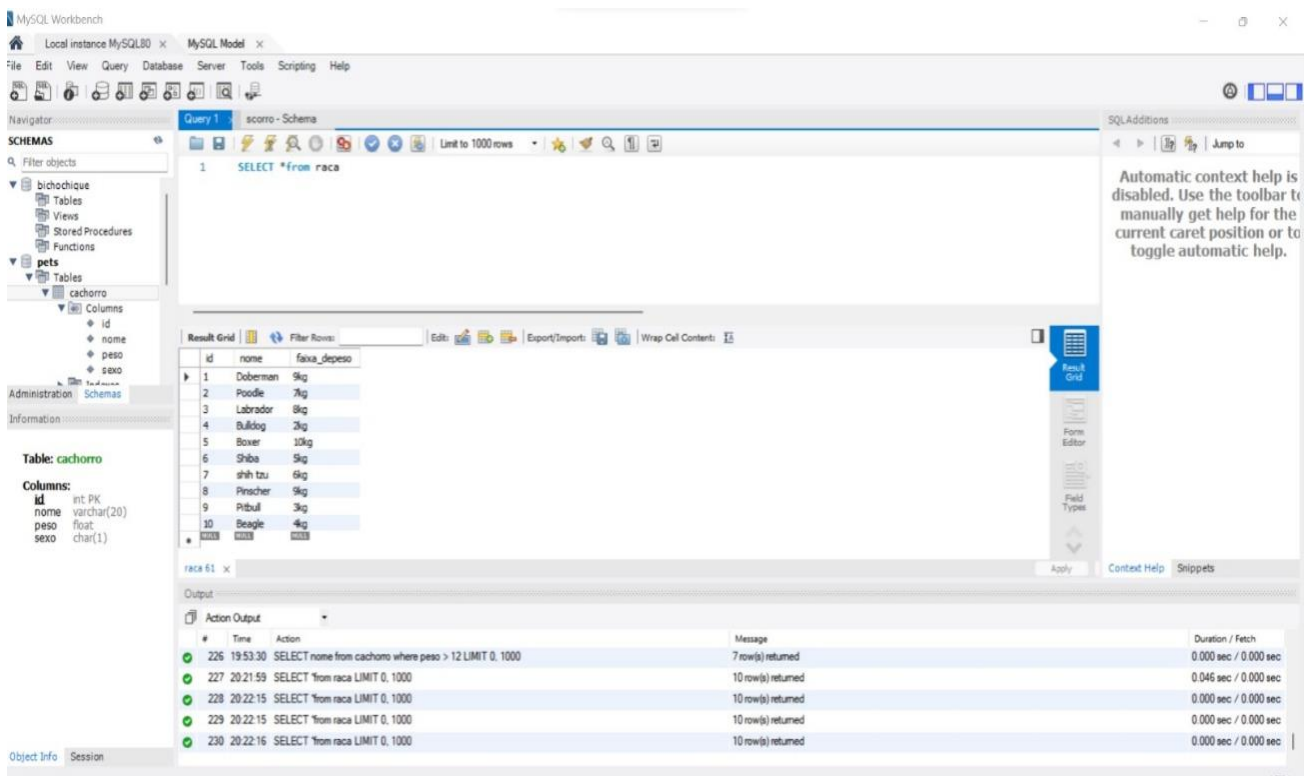 MySQL Workbench
Local instance MySQL80 × MySQL Model ×
File Edit View Query Database Server Tools Scripting Help
Navigator
SCHEMAS
Filter objects
bichochique
Tables
Views
Stored Procedures
Functions
pets
Tables
cachorro
Columns
id
nome
peso
sexo
Indexes
Administration Schemas
Information
Table: cachorro
Columns:
id int PK
nome varchar(20)
peso float
sexo char(1)
Object Info Session
Query 1 scorro - Schema
Limit to 1000 rows
1 SELECT *from raca
Result Grid Filter Rows: Edit: Export/Import: Wrap Cell Content:
id nome faixa_depeso
1 Doberman 9kg
2 Poodle 7kg
3 Labrador 8kg
4 Bulldog 2kg
5 Boxer 10kg
6 Shiba 5kg
7 shih tzu 6kg
8 Pinscher 9kg
9 Pitbull 3kg
10 Beagle 4kg
NULL NULL NULL
Result Grid
Form Editor
Field Types
raca 61 × Apply
Output
Action Output
# Time Action Message Duration / Fetch
226 19:53:30 SELECT nome from cachorro where peso > 12 LIMIT 0, 1000 7 row(s) returned 0.000 sec / 0.000 sec
227 20:21:59 SELECT *from raca LIMIT 0, 1000 10 row(s) returned 0.046 sec / 0.000 sec
228 20:22:15 SELECT *from raca LIMIT 0, 1000 10 row(s) returned 0.000 sec / 0.000 sec
229 20:22:15 SELECT *from raca LIMIT 0, 1000 10 row(s) returned 0.000 sec / 0.000 sec
230 20:22:16 SELECT *from raca LIMIT 0, 1000 10 row(s) returned 0.000 sec / 0.000 sec
SQLAdditions
Jump to
Automatic context help is
disabled. Use the toolbar to
manually get help for the
current caret position or to
toggle automatic help.
Context Help Snippets